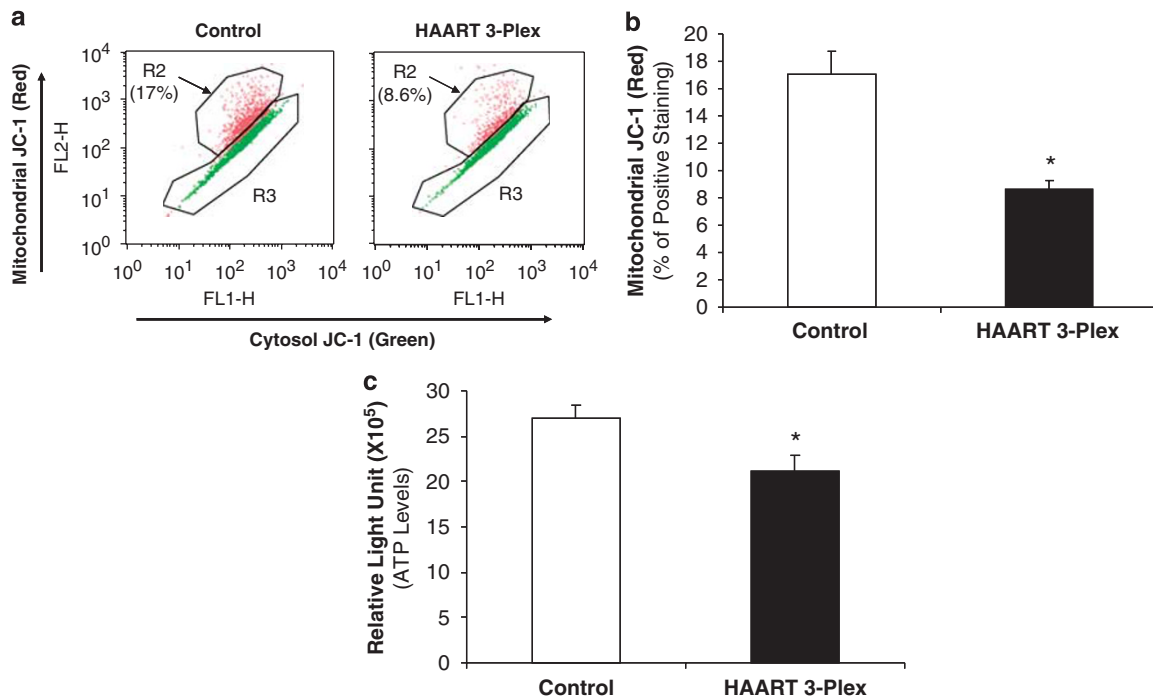 a
Control
HAART 3-Plex
Mitochondrial JC-1 (Red)
FL2-H
10⁴
10³
10²
10¹
10⁰
R2
(17%)
R3
10⁰ 10¹ 10² 10³ 10⁴
FL1-H
R2
(8.6%)
R3
10⁰ 10¹ 10² 10³ 10⁴
FL1-H
Cytosol JC-1 (Green)
b
Mitochondrial JC-1 (Red)
(% of Positive Staining)
20
18
16
14
12
10
8
6
4
2
0
*
Control
HAART 3-Plex
c
Relative Light Unit (X10⁵)
(ATP Levels)
30
25
20
15
10
5
0
*
Control
HAART 3-Plex